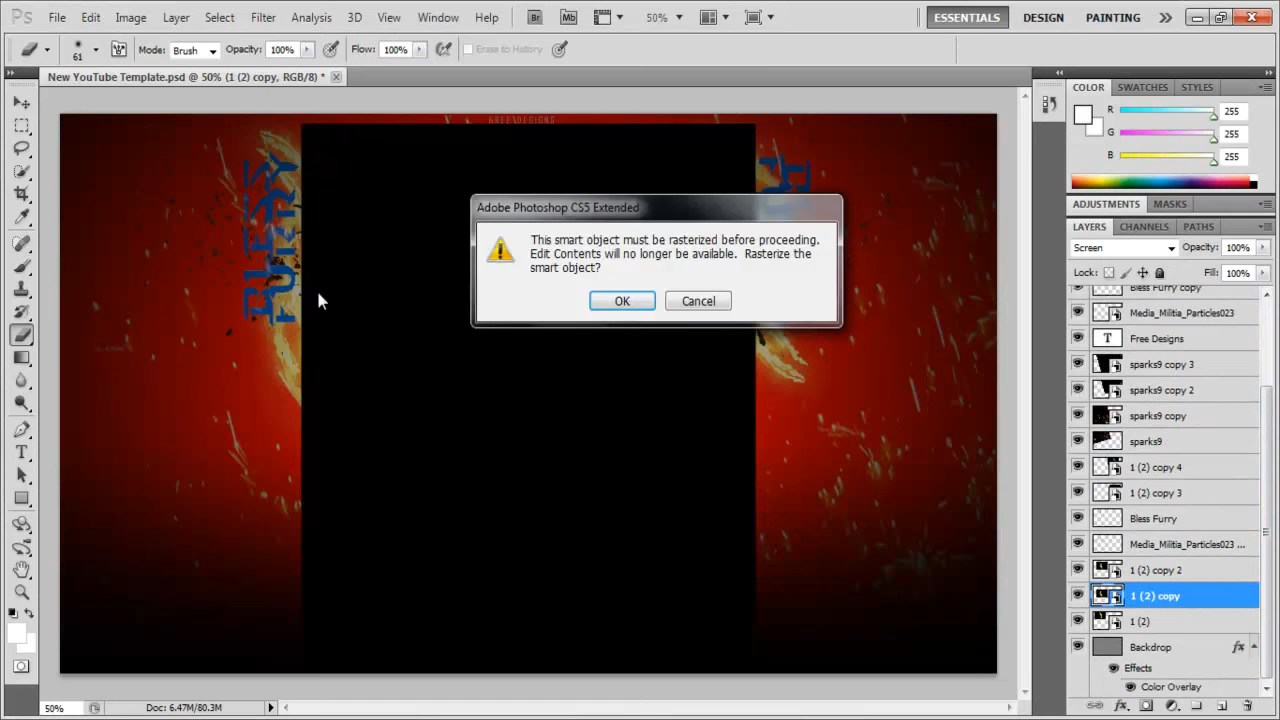 Ps File Edit Image Layer Select Filter Analysis 3D View Window Help Br Mb 50% ESSENTIALS DESIGN PAINTING
61 Mode: Brush Opacity: 100% Flow: 100% Erase to History
New YouTube Template.psd @ 50% (1 (2) copy, RGB/8) *
COLOR SWATCHES STYLES
R 255
G 255
B 255
ADJUSTMENTS MASKS
LAYERS CHANNELS PATHS
Screen Opacity: 100%
Lock: Fill: 100%
Bless Furry copy
Media_Militia_Particles023
T Free Designs
sparks9 copy 3
sparks9 copy 2
sparks9 copy
sparks9
1 (2) copy 4
1 (2) copy 3
Bless Furry
Media_Militia_Particles023 ...
1 (2) copy 2
1 (2) copy
1 (2)
Backdrop fx
Effects
Color Overlay
FURRY
Adobe Photoshop CS5 Extended
This smart object must be rasterized before proceeding.
Edit Contents will no longer be available. Rasterize the
smart object?
OK Cancel
50% Doc: 6.47M/80.3M